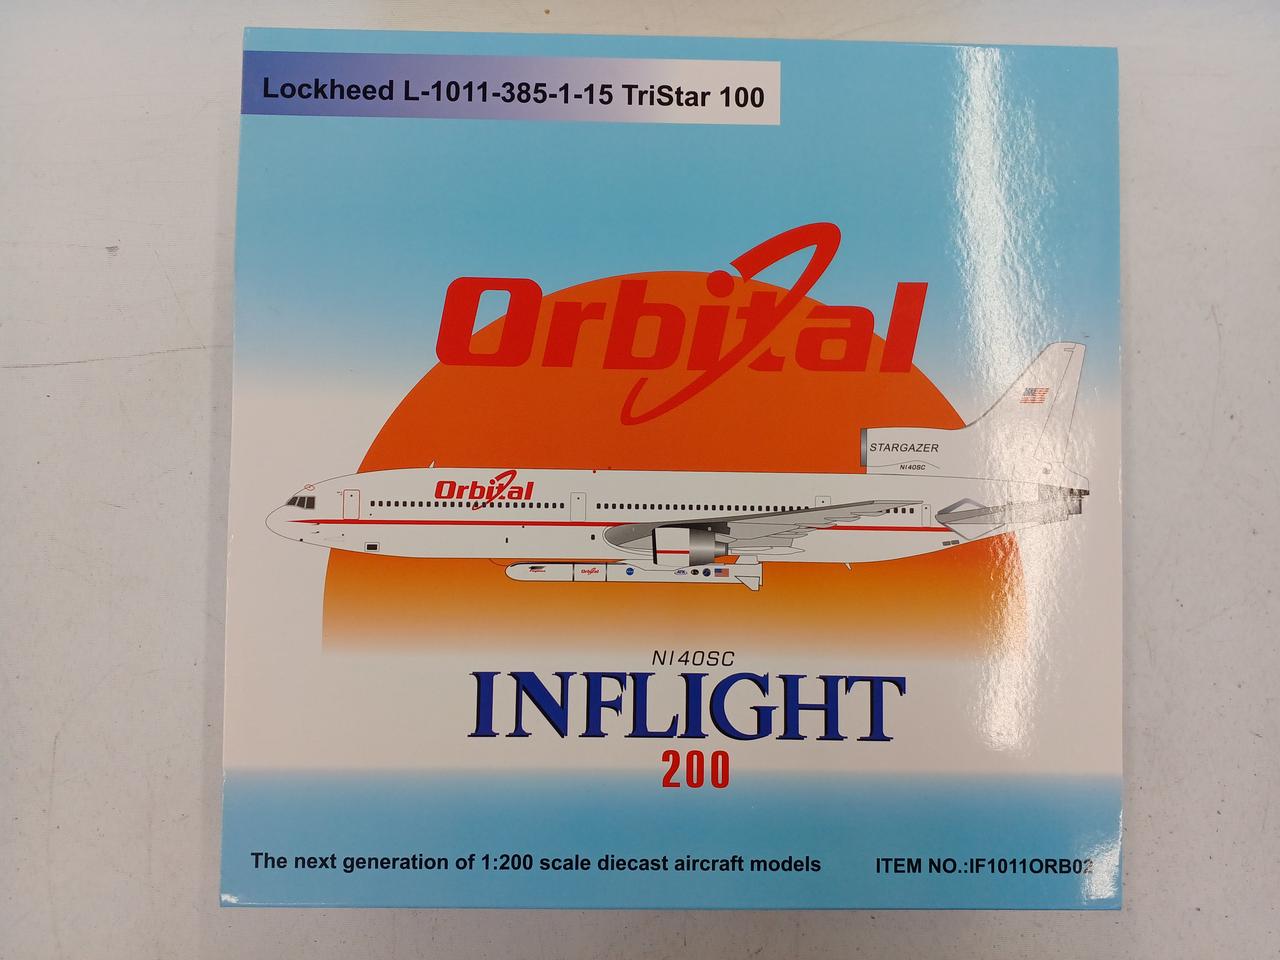 Lockheed L-1011-385-1-15 TriStar 100
Orbital
STARGAZER
N140SC
Orbital
Orbital
N140SC
INFLIGHT
200
The next generation of 1:200 scale diecast aircraft models
ITEM NO.:IF1011ORB02